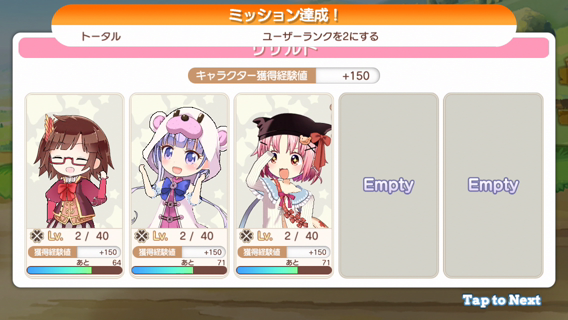 ミッション達成！
トータル ユーザーランクを2にする
リザルト
キャラクター獲得経験値 +150
Empty Empty
Lv. 2 / 40 Lv. 2 / 40 Lv. 2 / 40
獲得経験値 +150 獲得経験値 +150 獲得経験値 +150
あと 64 あと 71 あと 71
Tap to Next